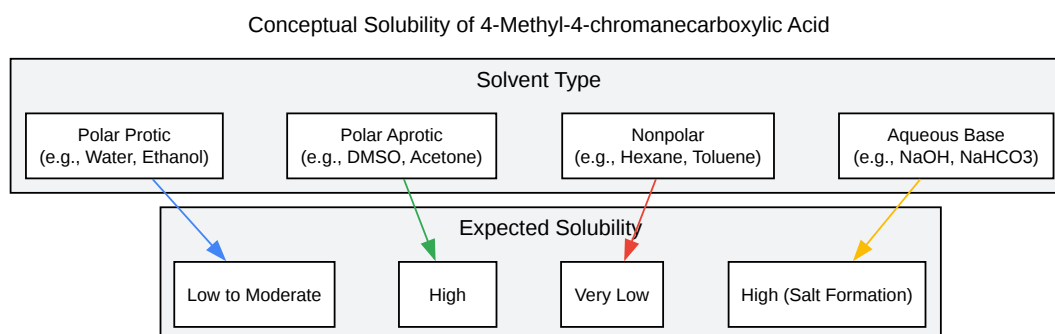 Conceptual Solubility of 4-Methyl-4-chromanecarboxylic Acid
Solvent Type
Polar Protic
(e.g., Water, Ethanol)
Polar Aprotic
(e.g., DMSO, Acetone)
Nonpolar
(e.g., Hexane, Toluene)
Aqueous Base
(e.g., NaOH, NaHCO3)
Expected Solubility
Low to Moderate
High
Very Low
High (Salt Formation)